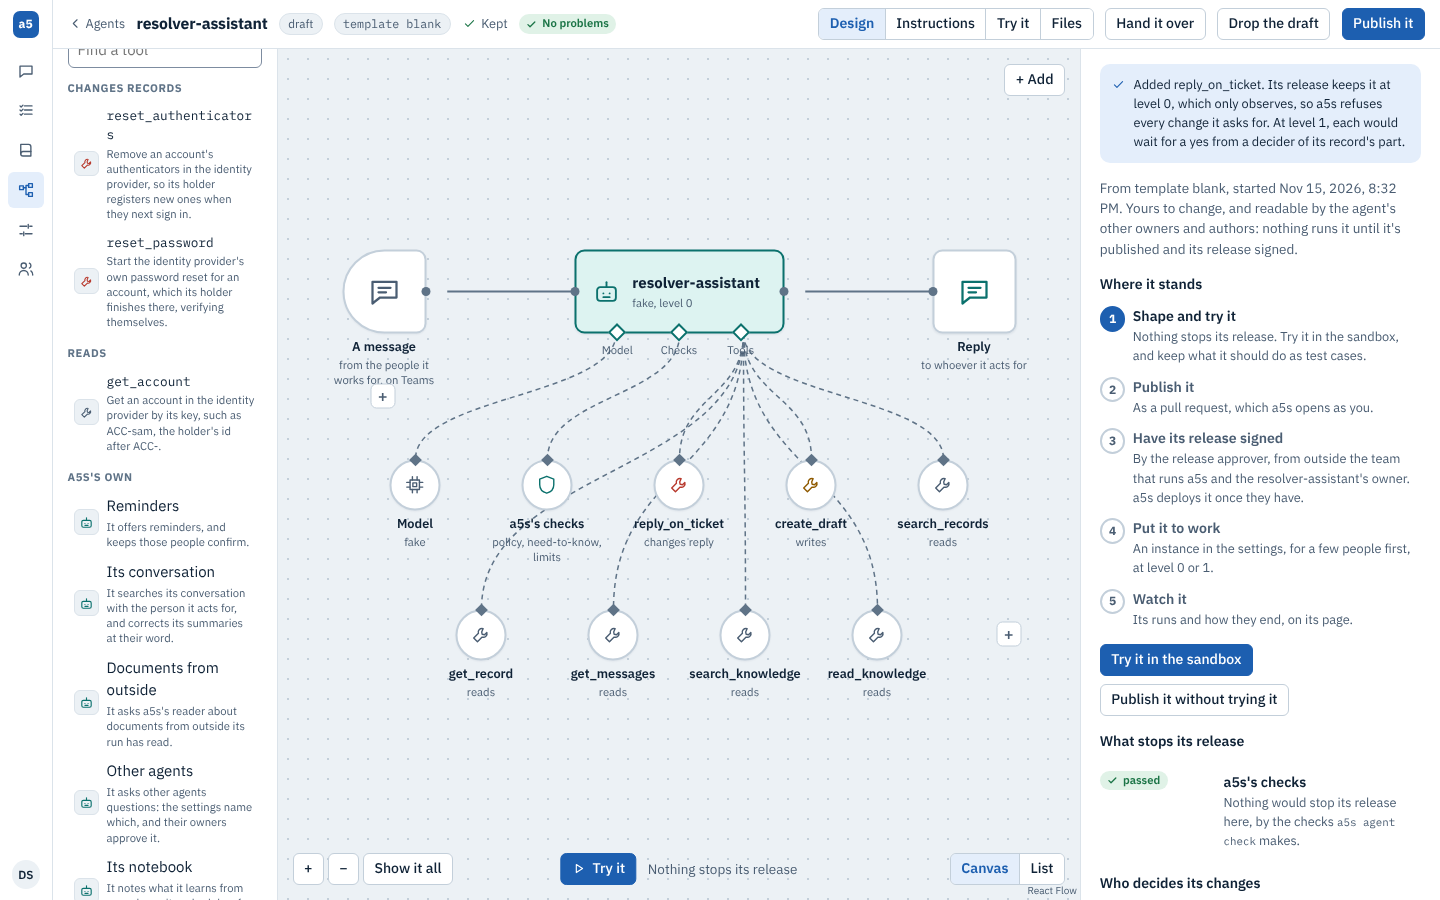 a5
Agents
resolver-assistant
draft
template blank
Kept
No problems
Design
Instructions
Try it
Files
Hand it over
Drop the draft
Publish it
Find a tool
CHANGES RECORDS
reset_authenticator
s
Remove an account's
authenticators in the identity
provider, so its holder
registers new ones when
they next sign in.
reset_password
Start the identity provider's
own password reset for an
account, which its holder
finishes there, verifying
themselves.
READS
get_account
Get an account in the identity
provider by its key, such as
ACC-sam, the holder's id
after ACC-.
A5S'S OWN
Reminders
It offers reminders, and
keeps those people confirm.
Its conversation
It searches its conversation
with the person it acts for,
and corrects its summaries
at their word.
Documents from
outside
It asks a5s's reader about
documents from outside its
run has read.
Other agents
It asks other agents
questions: the settings name
which, and their owners
approve it.
Its notebook
It notes what it learns from
DS
+ Add
A message
from the people it
works for, on Teams
+
resolver-assistant
fake, level 0
Model
Checks
Tools
Reply
to whoever it acts for
Model
fake
a5s's checks
policy, need-to-know,
limits
reply_on_ticket
changes reply
create_draft
writes
search_records
reads
get_record
reads
get_messages
reads
search_knowledge
reads
read_knowledge
reads
+
+
−
Show it all
Try it
Nothing stops its release
Canvas
List
React Flow
Added reply_on_ticket. Its release keeps it at
level 0, which only observes, so a5s refuses
every change it asks for. At level 1, each would
wait for a yes from a decider of its record's part.
From template blank, started Nov 15, 2026, 8:32
PM. Yours to change, and readable by the agent's
other owners and authors: nothing runs it until it's
published and its release signed.
Where it stands
1
Shape and try it
Nothing stops its release. Try it in the sandbox,
and keep what it should do as test cases.
2
Publish it
As a pull request, which a5s opens as you.
3
Have its release signed
By the release approver, from outside the team
that runs a5s and the resolver-assistant's owner.
a5s deploys it once they have.
4
Put it to work
An instance in the settings, for a few people first,
at level 0 or 1.
5
Watch it
Its runs and how they end, on its page.
Try it in the sandbox
Publish it without trying it
What stops its release
passed
a5s's checks
Nothing would stop its release
here, by the checks a5s agent
check makes.
Who decides its changes